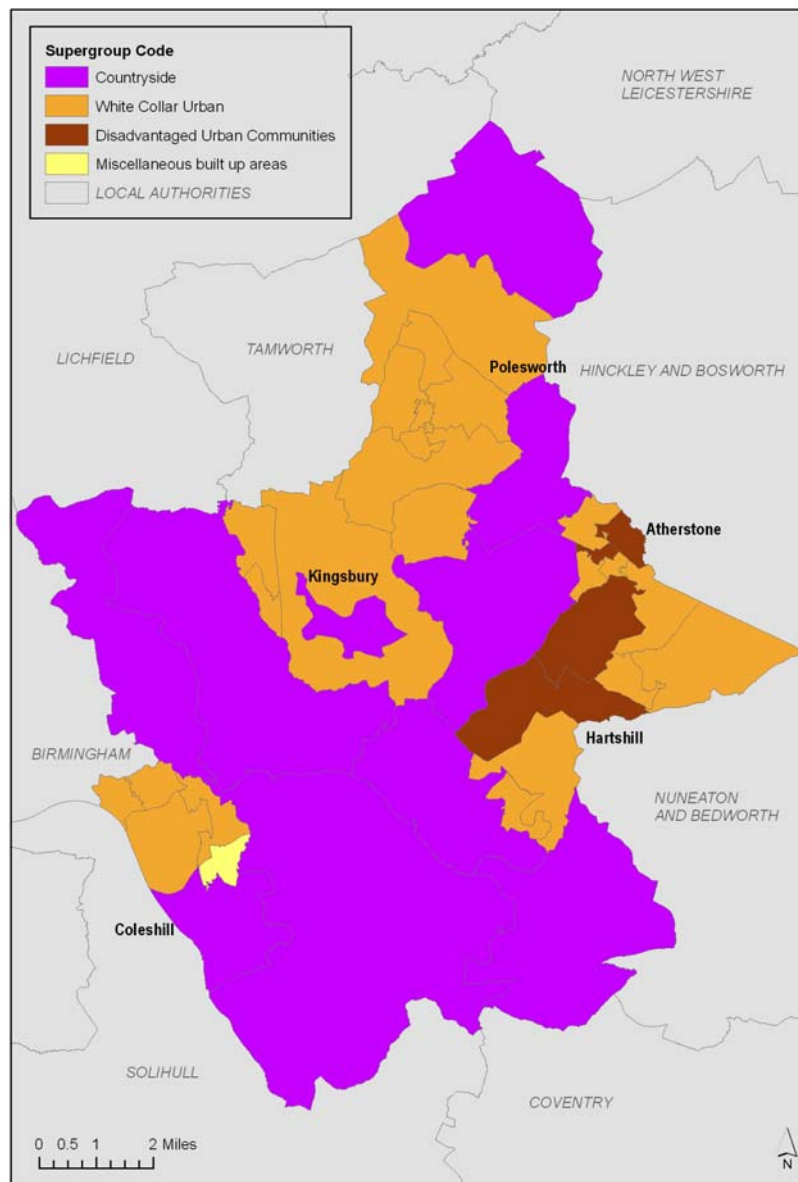 Supergroup Code
Countryside
White Collar Urban
Disadvantaged Urban Communities
Miscellaneous built up areas
LOCAL AUTHORITIES
NORTH WEST
LEICESTERSHIRE
LICHFIELD
TAMWORTH
Polesworth
HINCKLEY AND BOSWORTH
Atherstone
Kingsbury
Hartshill
BIRMINGHAM
NUNEATON
AND BEDWORTH
Coleshill
SOLIHULL
COVENTRY
0 0.5 1 2 Miles
N